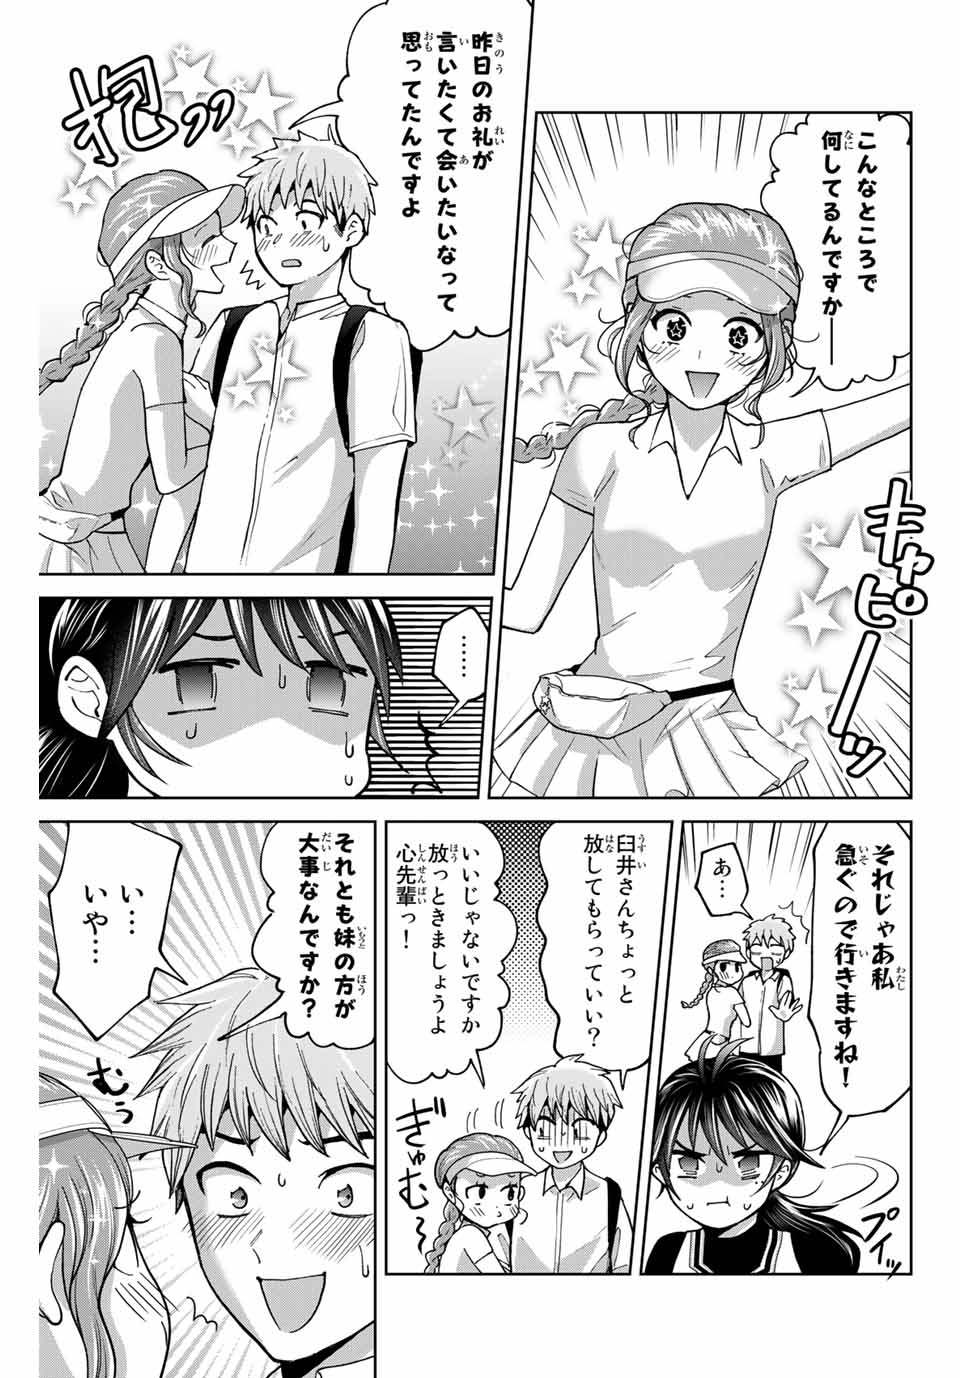 こんなところで
何してるんですか——
キャピーーッ
昨日のお礼が
言いたくて会いたいなって
思ってたんですよ
抱ッッ
………
それじゃあ私
急ぐので行きますね！
あ…
プイッ
臼井さんちょっと
放してもらっていい？
いいじゃないですか
放っときましょうよ
心先輩っ！
ぎゅむ〜
それとも妹の方が
大事なんですか？
い…
いや…
むぅ